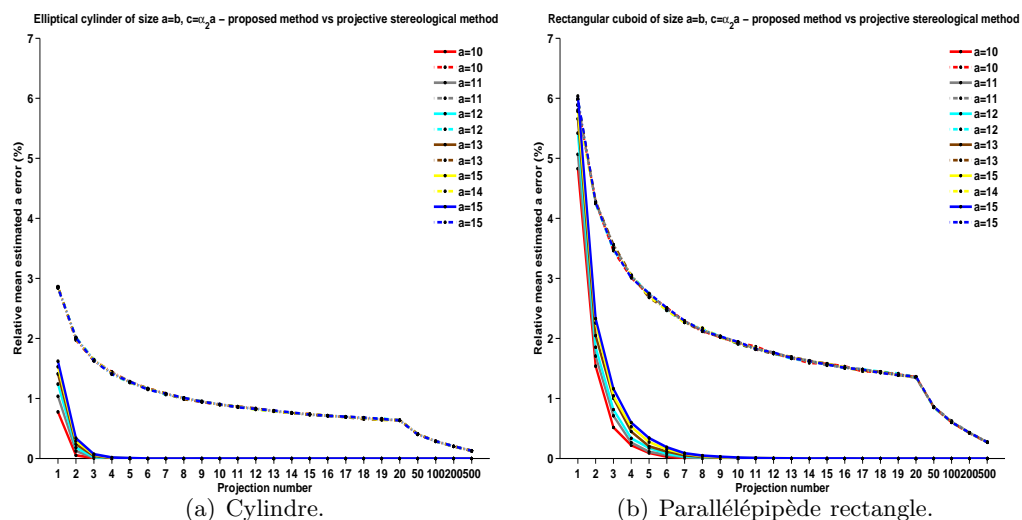 Elliptical cylinder of size a=b, c=α₂a – proposed method vs projective stereological method
Relative mean estimated a error (%)
7
6
5
4
3
2
1
0
a=10
a=10
a=11
a=11
a=12
a=12
a=13
a=13
a=15
a=14
a=15
a=15
1 2 3 4 5 6 7 8 9 10 11 12 13 14 15 16 17 18 19 20 50 100 200 500
Projection number
(a) Cylindre.
Rectangular cuboid of size a=b, c=α₂a – proposed method vs projective stereological method
Relative mean estimated a error (%)
7
6
5
4
3
2
1
0
a=10
a=10
a=11
a=11
a=12
a=12
a=13
a=13
a=15
a=14
a=15
a=15
1 2 3 4 5 6 7 8 9 10 11 12 13 14 15 16 17 18 19 20 50 100 200 500
Projection number
(b) Parallélépipède rectangle.